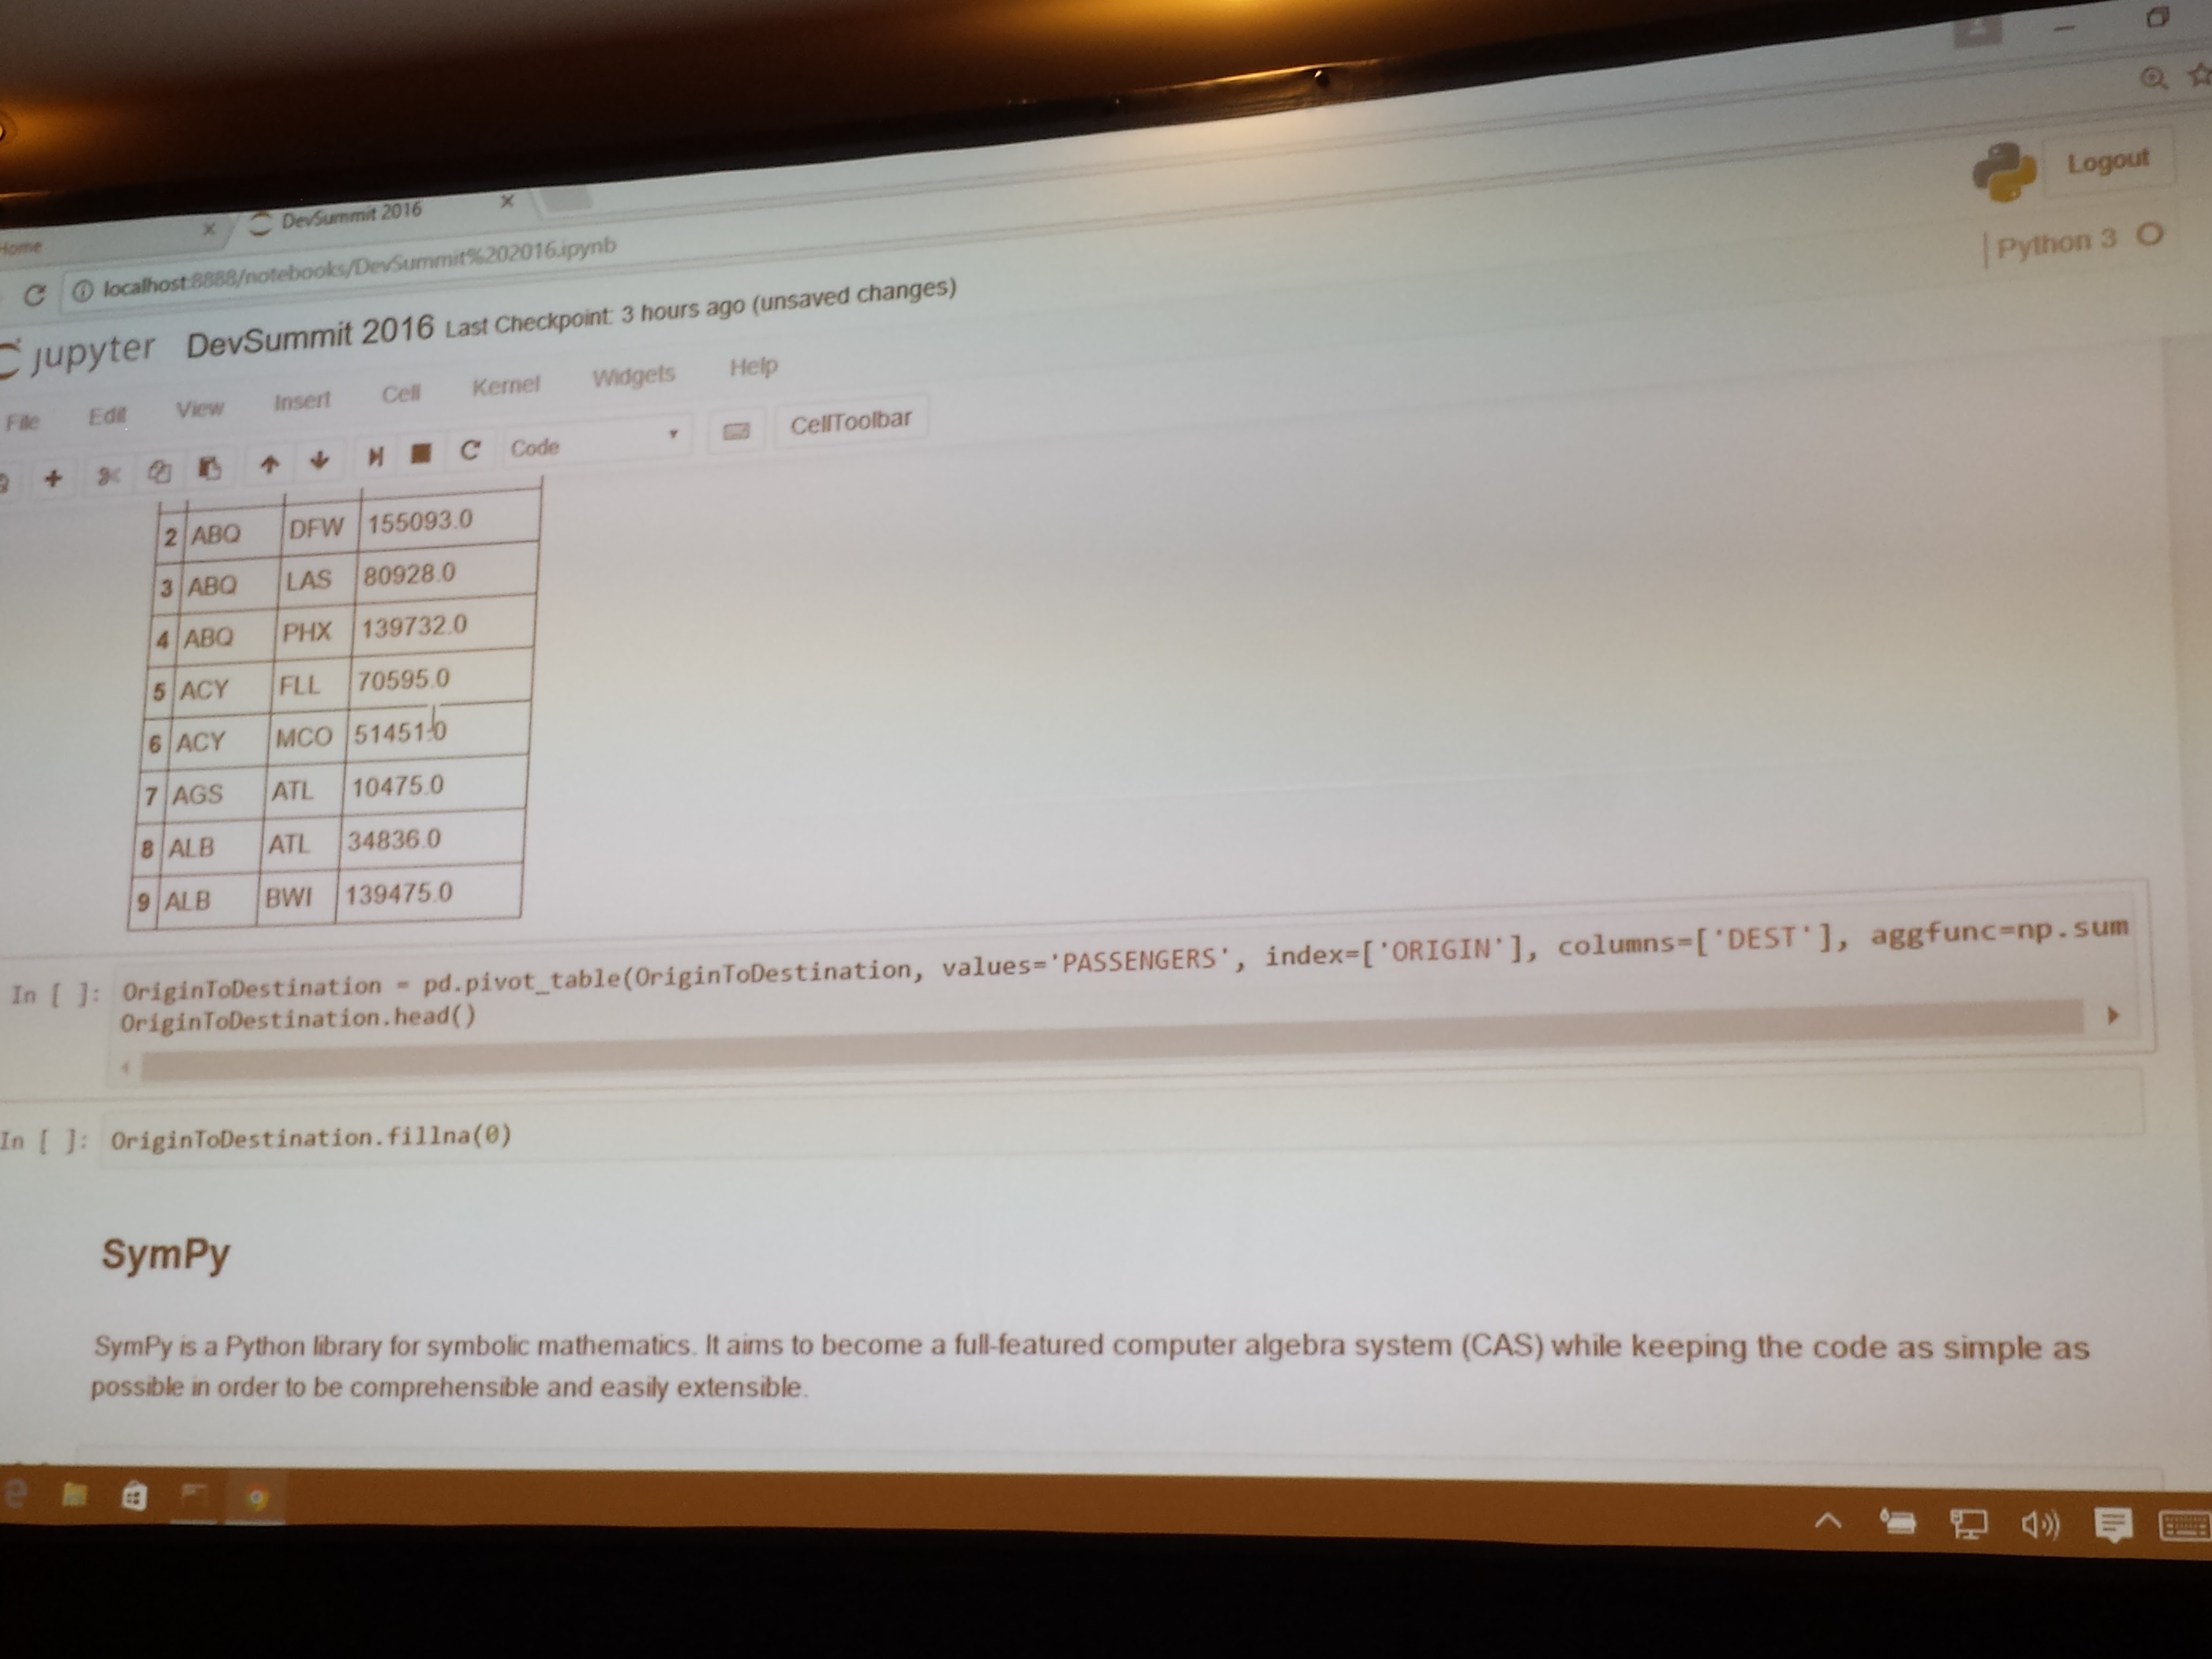 Home
DevSummit 2016
localhost:8888/notebooks/DevSummit%202016.ipynb
jupyter DevSummit 2016 Last Checkpoint: 3 hours ago (unsaved changes)
Logout
File Edit View Insert Cell Kernel Widgets Help
Python 3
Code CellToolbar
2 ABQ DFW 155093.0
3 ABQ LAS 80928.0
4 ABQ PHX 139732.0
5 ACY FLL 70595.0
6 ACY MCO 51451.0
7 AGS ATL 10475.0
8 ALB ATL 34836.0
9 ALB BWI 139475.0
In [ ]: OriginToDestination = pd.pivot_table(OriginToDestination, values='PASSENGERS', index=['ORIGIN'], columns=['DEST'], aggfunc=np.sum
OriginToDestination.head()
In [ ]: OriginToDestination.fillna(0)
SymPy
SymPy is a Python library for symbolic mathematics. It aims to become a full-featured computer algebra system (CAS) while keeping the code as simple as
possible in order to be comprehensible and easily extensible.